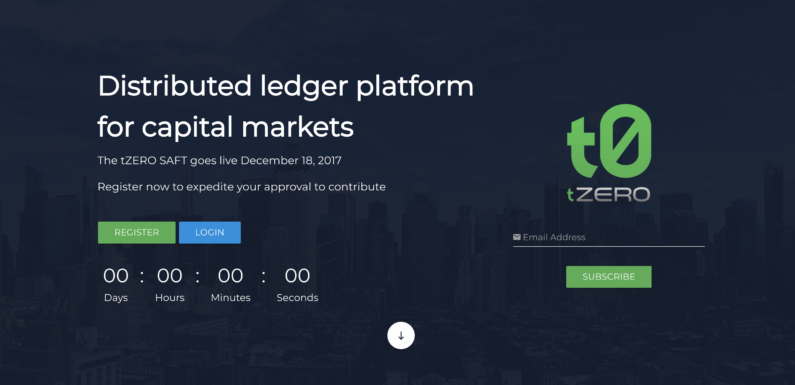 Distributed ledger platform
for capital markets
The tZERO SAFT goes live December 18, 2017
Register now to expedite your approval to contribute
REGISTER LOGIN
00 : 00 : 00 : 00
Days Hours Minutes Seconds
t0
tZERO
Email Address
SUBSCRIBE